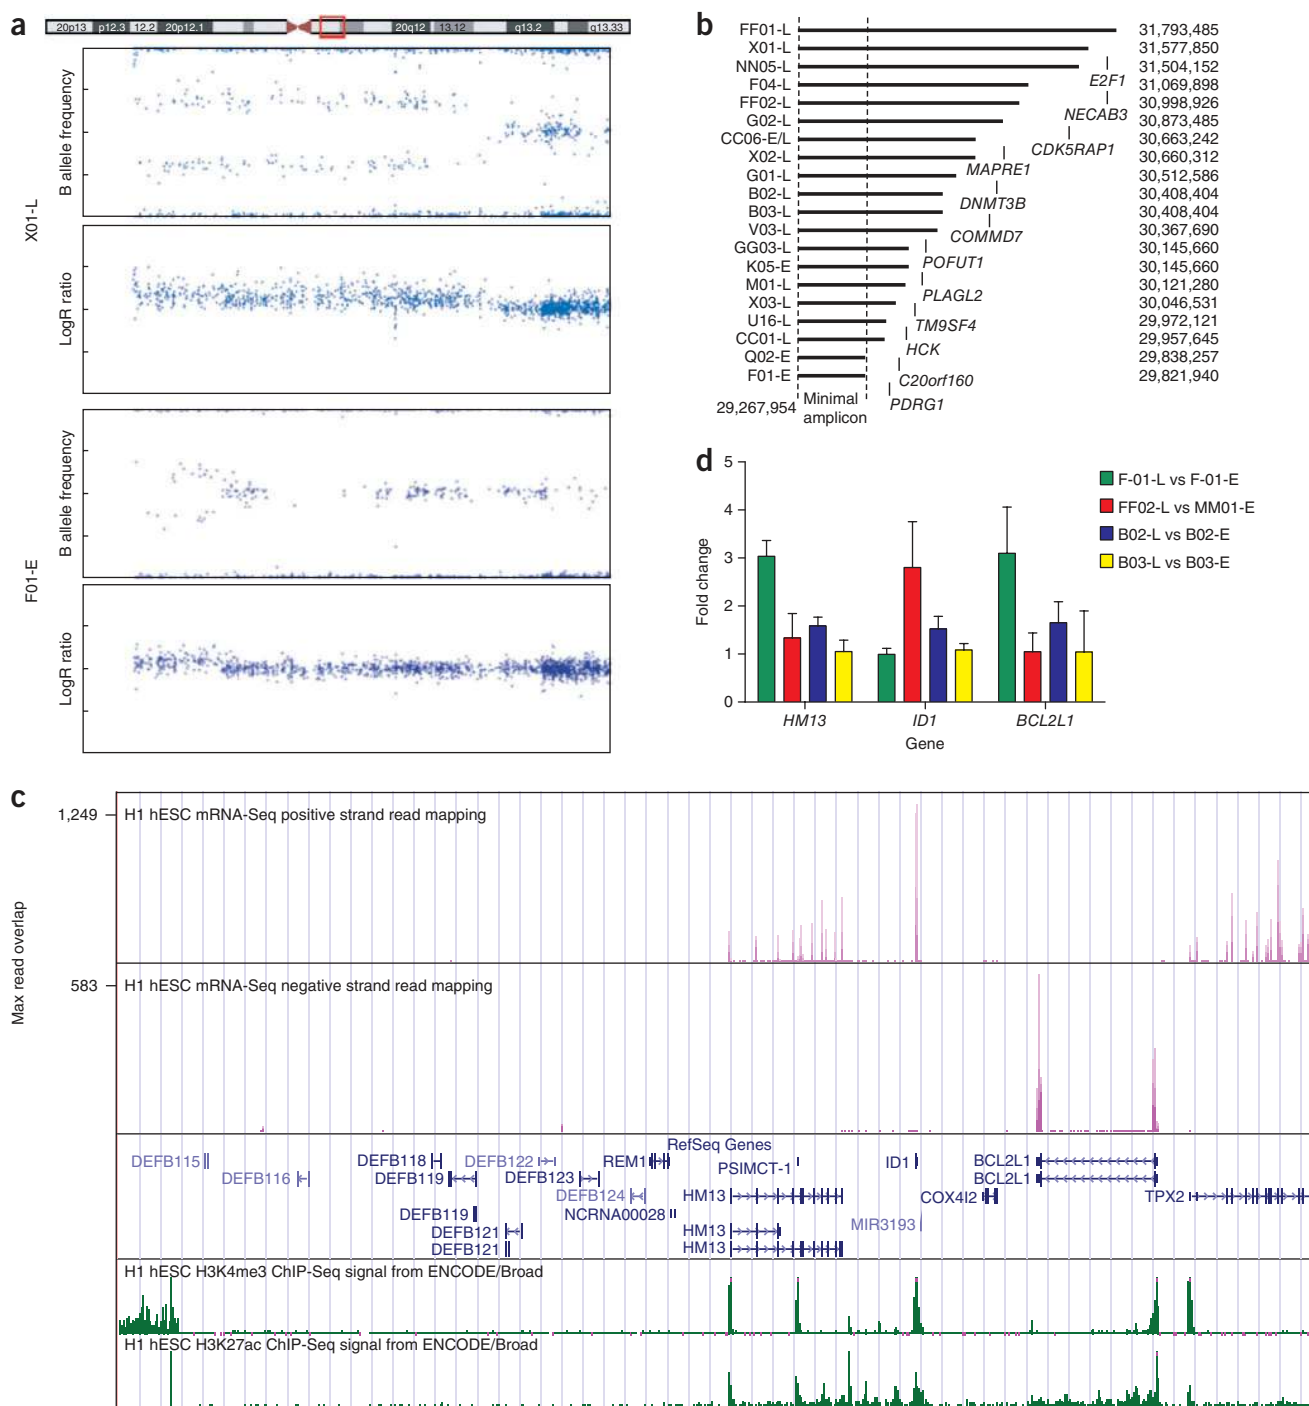 a
20p13 p12.3 12.2 20p12.1 20q12 13.12 q13.2 q13.33
X01-L
B allele frequency
LogR ratio
F01-E
B allele frequency
LogR ratio
b
FF01-L 31,793,485
X01-L 31,577,850
NN05-L 31,504,152
E2F1
F04-L 31,069,898
FF02-L 30,998,926
NECAB3
G02-L 30,873,485
CC06-E/L 30,663,242
CDK5RAP1
X02-L 30,660,312
MAPRE1
G01-L 30,512,586
B02-L 30,408,404
DNMT3B
B03-L 30,408,404
V03-L 30,367,690
COMMD7
GG03-L 30,145,660
POFUT1
K05-E 30,145,660
M01-L 30,121,280
PLAGL2
X03-L 30,046,531
U16-L 29,972,121
TM9SF4
CC01-L 29,957,645
HCK
Q02-E 29,838,257
F01-E 29,821,940
C20orf160
29,267,954
Minimal
amplicon
PDRG1
d
Fold change
5
4
3
2
1
0
HM13 ID1 BCL2L1
Gene
F-01-L vs F-01-E
FF02-L vs MM01-E
B02-L vs B02-E
B03-L vs B03-E
c
Max read overlap
1,249
H1 hESC mRNA-Seq positive strand read mapping
583
H1 hESC mRNA-Seq negative strand read mapping
RefSeq Genes
DEFB115 DEFB118 DEFB122 REM1 PSIMCT-1 ID1 BCL2L1
DEFB116 DEFB119 DEFB123 BCL2L1
DEFB124 HM13 COX4I2 TPX2
DEFB119 NCRNA00028 MIR3193
DEFB121 HM13
DEFB121 HM13
H1 hESC H3K4me3 ChIP-Seq signal from ENCODE/Broad
H1 hESC H3K27ac ChIP-Seq signal from ENCODE/Broad